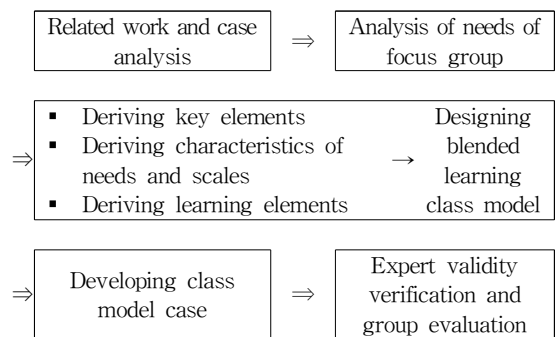 Related work and case
analysis
⇒
Analysis of needs of
focus group
⇒
▪ Deriving key elements
▪ Deriving characteristics of
needs and scales
▪ Deriving learning elements
→
Designing
blended
learning
class model
⇒
Developing class
model case
⇒
Expert validity
verification and
group evaluation